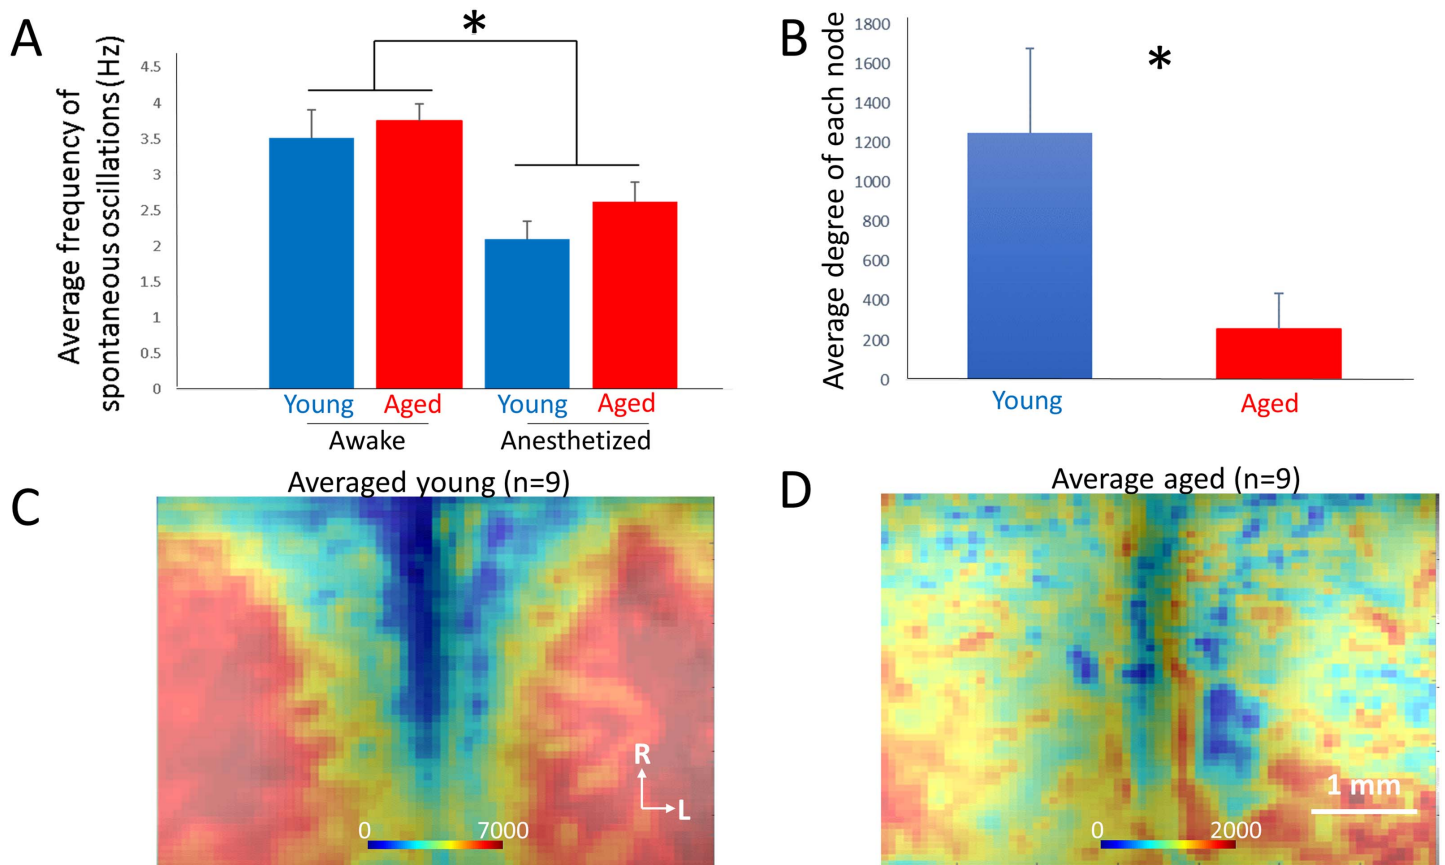 A
*
Average frequency of
spontaneous oscillations (Hz)
4.5
4
3.5
3
2.5
2
1.5
1
0.5
0
Young Aged Young Aged
Awake Anesthetized
B
*
Average degree of each node
1800
1600
1400
1200
1000
800
600
400
200
0
Young Aged
C
Averaged young (n=9)
R
L
0 7000
D
Average aged (n=9)
1 mm
0 2000